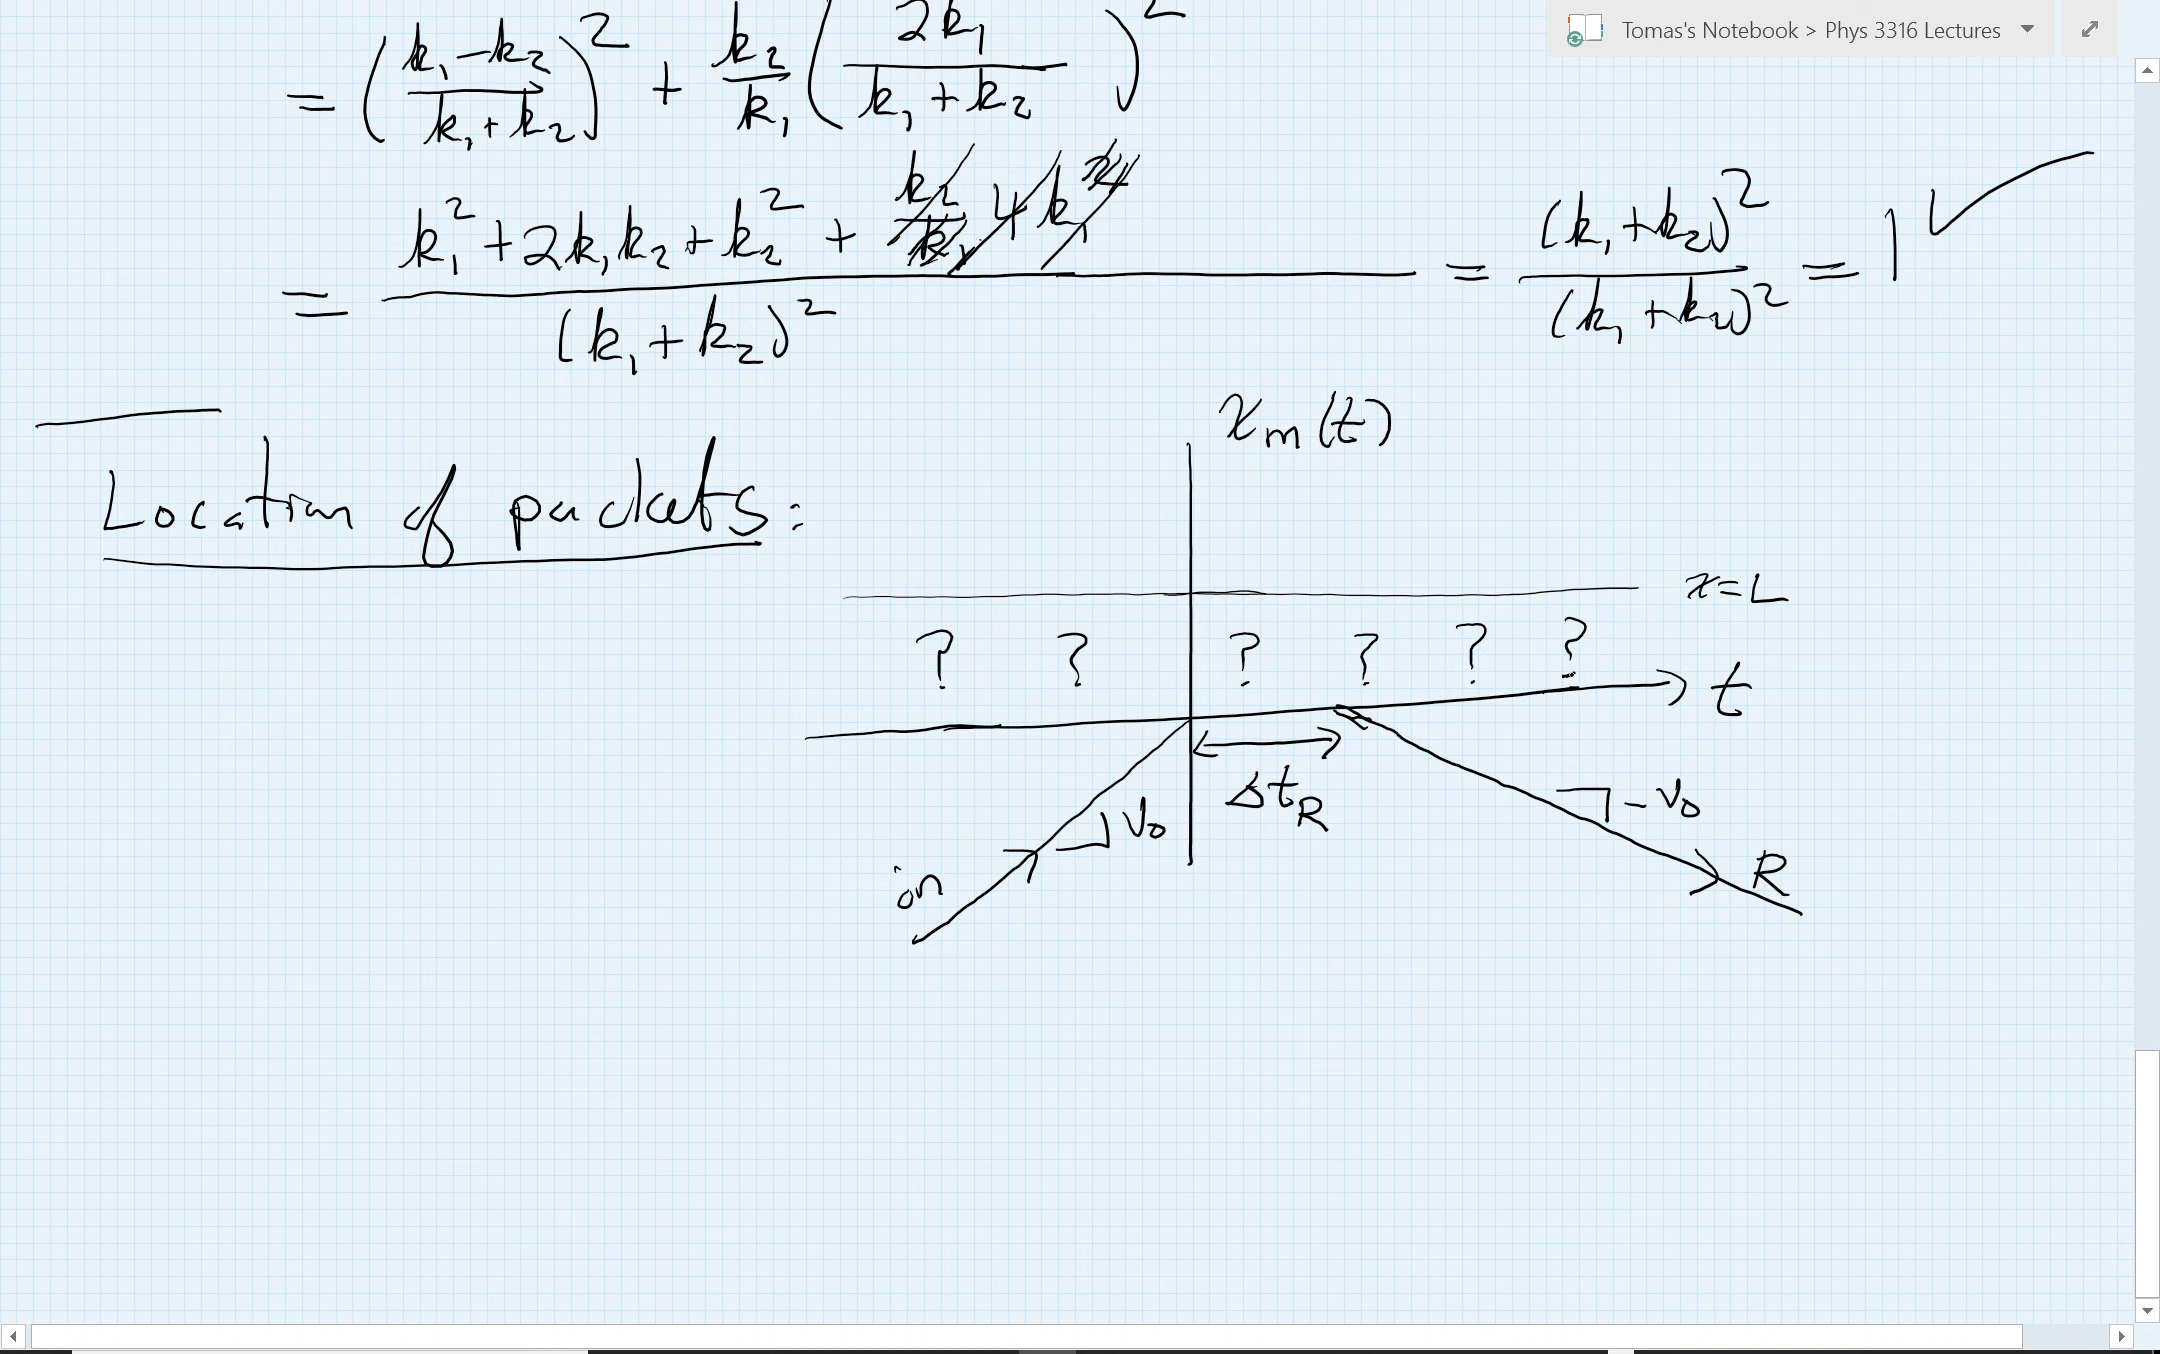 Tomas's Notebook > Phys 3316 Lectures
= ((k₁-k₂)/(k₁+k₂))² + k₂/k₁ (2k₁/(k₁+k₂))²
= (k₁² + 2k₁k₂ + k₂² + k₂/k₁ 4k₁²)/(k₁+k₂)² = (k₁+k₂)²/(k₁+k₂)² = 1 ✓
x_m(t)
Location of packets:
x=L
? ? ? ? ? ?
t
Δt_R
-v₀
v₀
in
R